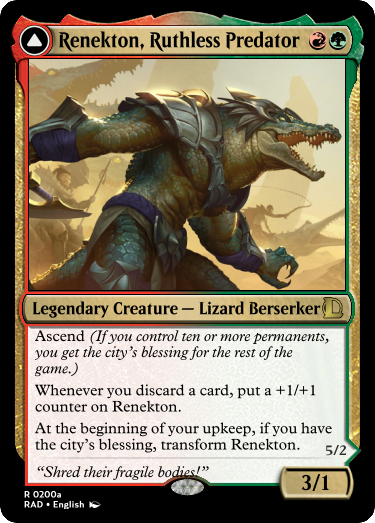 Renekton, Ruthless Predator
Legendary Creature — Lizard Berserker
Ascend (If you control ten or more permanents,
you get the city's blessing for the rest of the
game.)
Whenever you discard a card, put a +1/+1
counter on Renekton.
At the beginning of your upkeep, if you have
the city's blessing, transform Renekton.
5/2
“Shred their fragile bodies!”
3/1
R 0200a
RAD • English